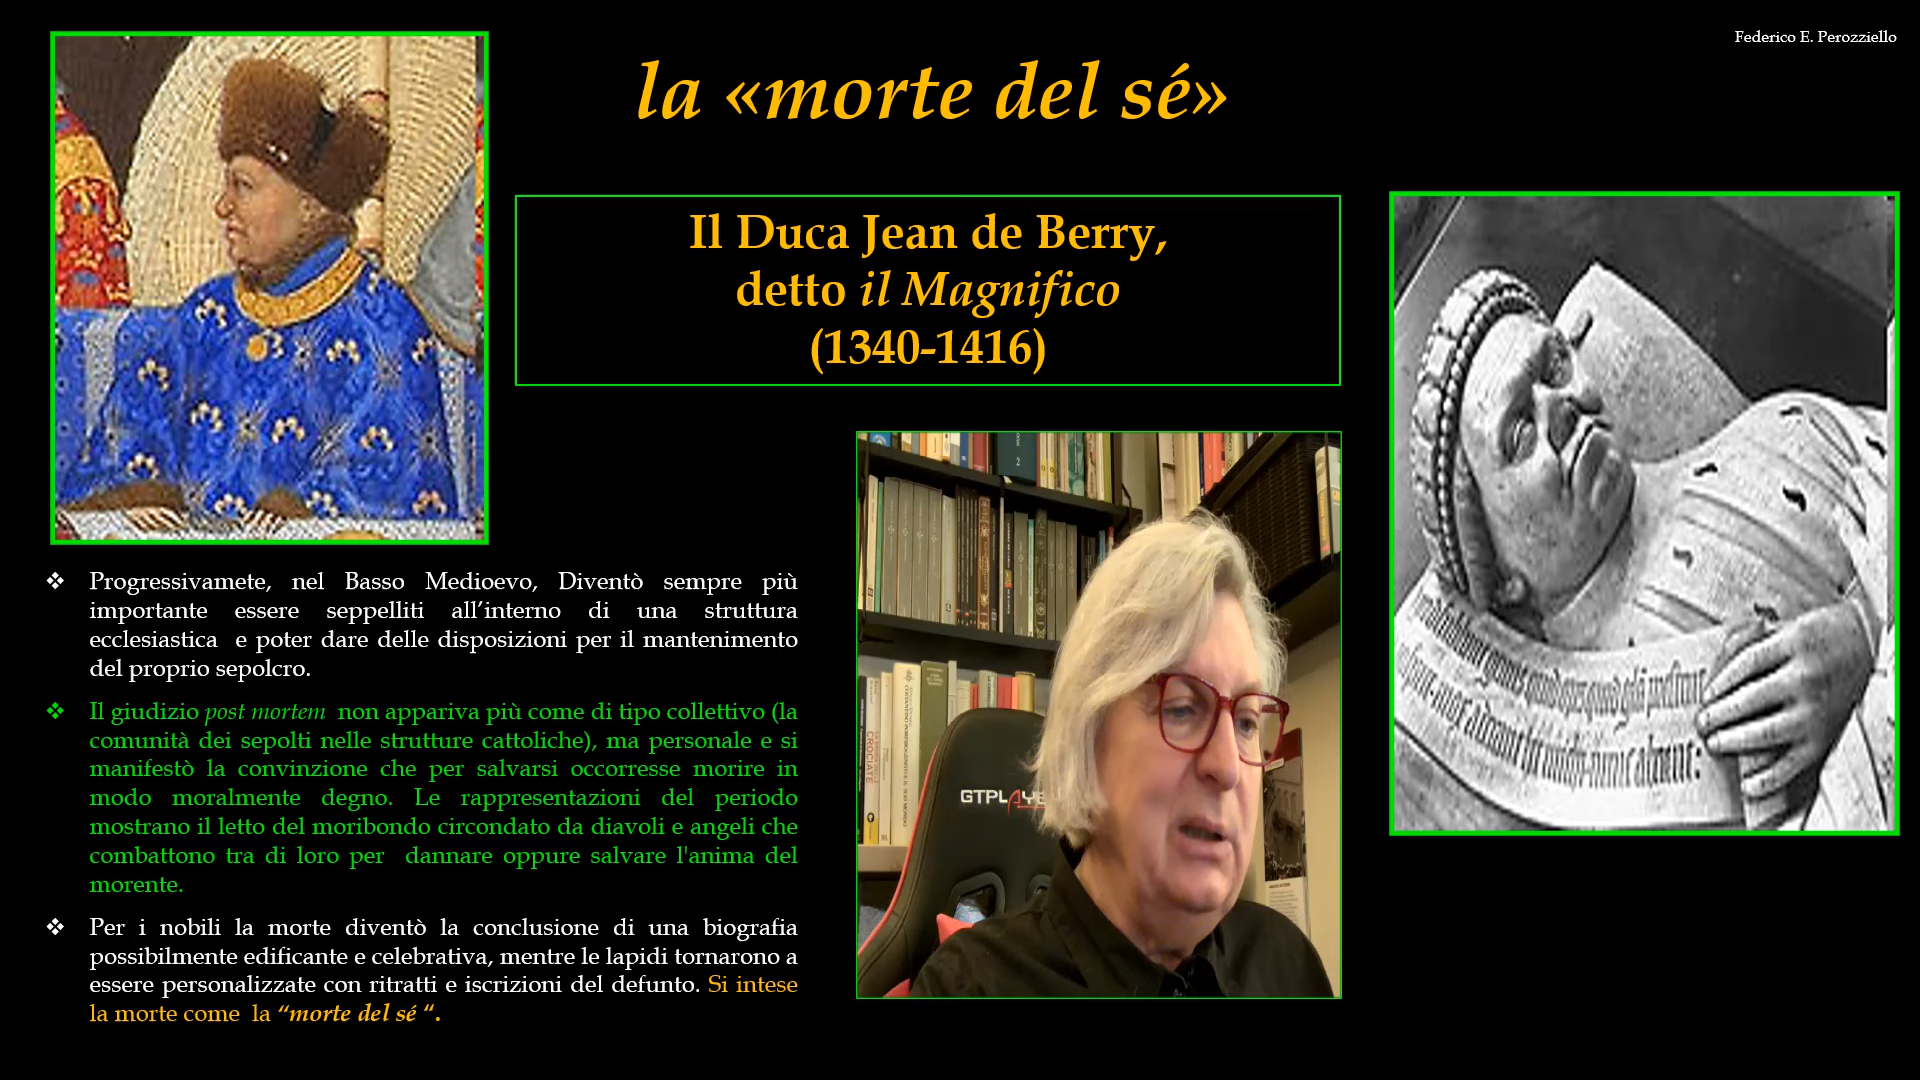 Federico E. Perozziello
la «morte del sé»
Il Duca Jean de Berry,
detto il Magnifico
(1340-1416)
❖ Progressivamete, nel Basso Medioevo, Diventò sempre più
importante essere seppelliti all’interno di una struttura
ecclesiastica e poter dare delle disposizioni per il mantenimento
del proprio sepolcro.
❖ Il giudizio post mortem non appariva più come di tipo collettivo (la
comunità dei sepolti nelle strutture cattoliche), ma personale e si
manifestò la convinzione che per salvarsi occorresse morire in
modo moralmente degno. Le rappresentazioni del periodo
mostrano il letto del moribondo circondato da diavoli e angeli che
combattono tra di loro per dannare oppure salvare l'anima del
morente.
❖ Per i nobili la morte diventò la conclusione di una biografia
possibilmente edificante e celebrativa, mentre le lapidi tornarono a
essere personalizzate con ritratti e iscrizioni del defunto. Si intese
la morte come la “morte del sé “.
CROCIATE
2